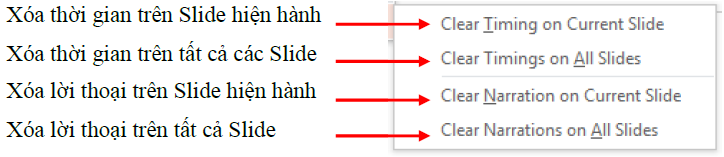 Xóa thời gian trên Slide hiện hành
Clear Timing on Current Slide
Xóa thời gian trên tất cả các Slide
Clear Timings on All Slides
Xóa lời thoại trên Slide hiện hành
Clear Narration on Current Slide
Xóa lời thoại trên tất cả Slide
Clear Narrations on All Slides